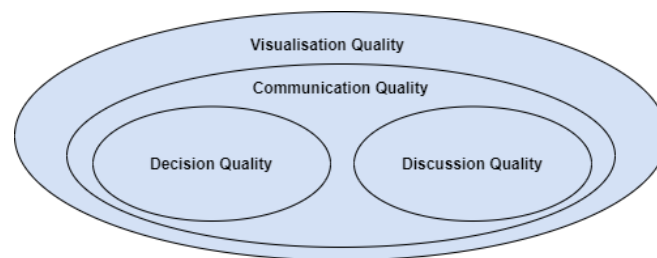 Visualisation Quality
Communication Quality
Decision Quality
Discussion Quality